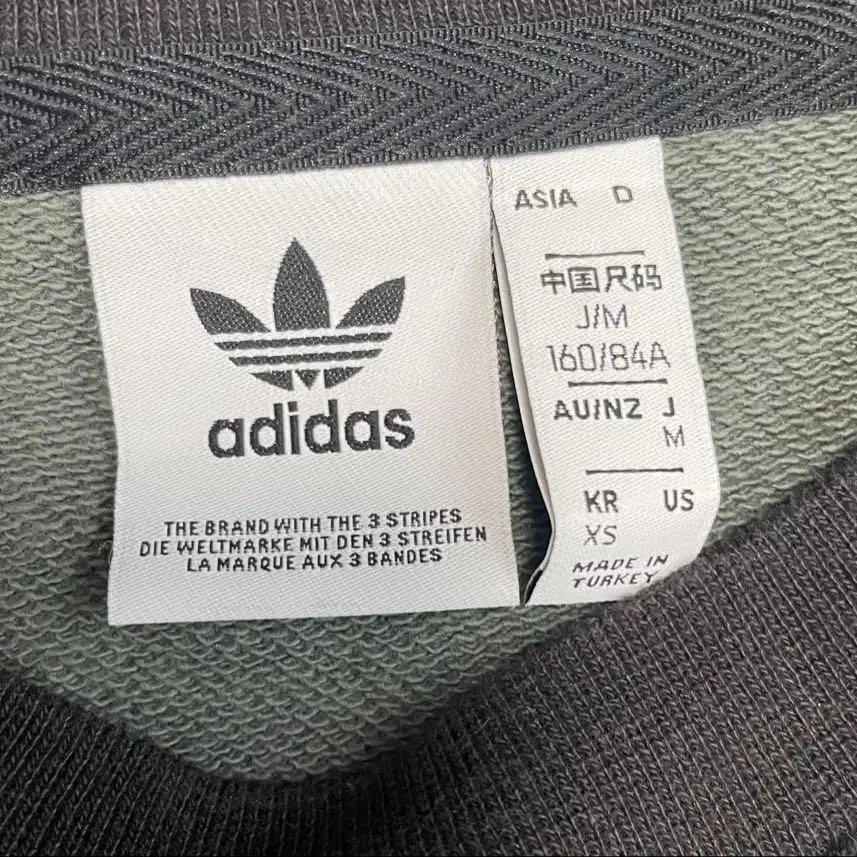 adidas
THE BRAND WITH THE 3 STRIPES
DIE WELTMARKE MIT DEN 3 STREIFEN
LA MARQUE AUX 3 BANDES
ASIA D
中国尺码
J/M
160/84A
AU/NZ J
M
KR US
XS
MADE IN
TURKEY